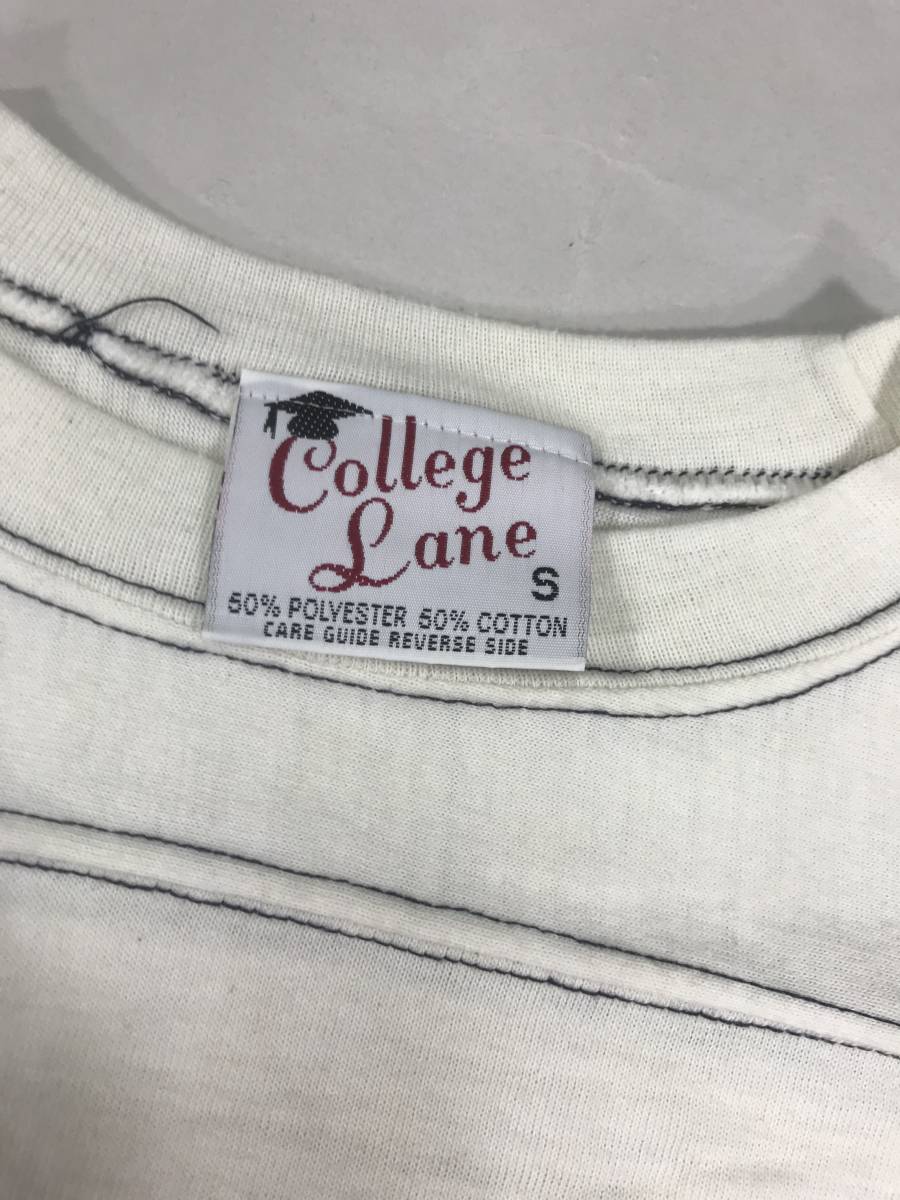 College
Lane
S
50% POLYESTER 50% COTTON
CARE GUIDE REVERSE SIDE